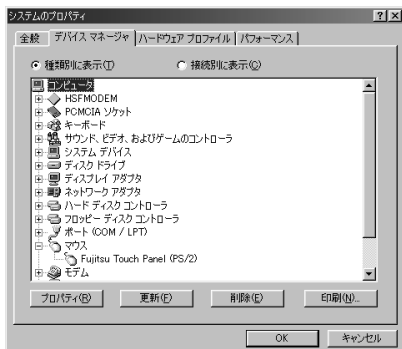 システムのプロパティ
全般 デバイス マネージャ ハードウェア プロファイル パフォーマンス
種類別に表示(T) 接続別に表示(C)
コンピュータ
HSFMODEM
PCMCIA ソケット
キーボード
サウンド、ビデオ、およびゲームのコントローラ
システム デバイス
ディスク ドライブ
ディスプレイ アダプタ
ネットワーク アダプタ
ハード ディスク コントローラ
フロッピー ディスク コントローラ
ポート (COM / LPT)
マウス
Fujitsu Touch Panel (PS/2)
モデム
プロパティ(R) 更新(F) 削除(E) 印刷(N)...
OK キャンセル